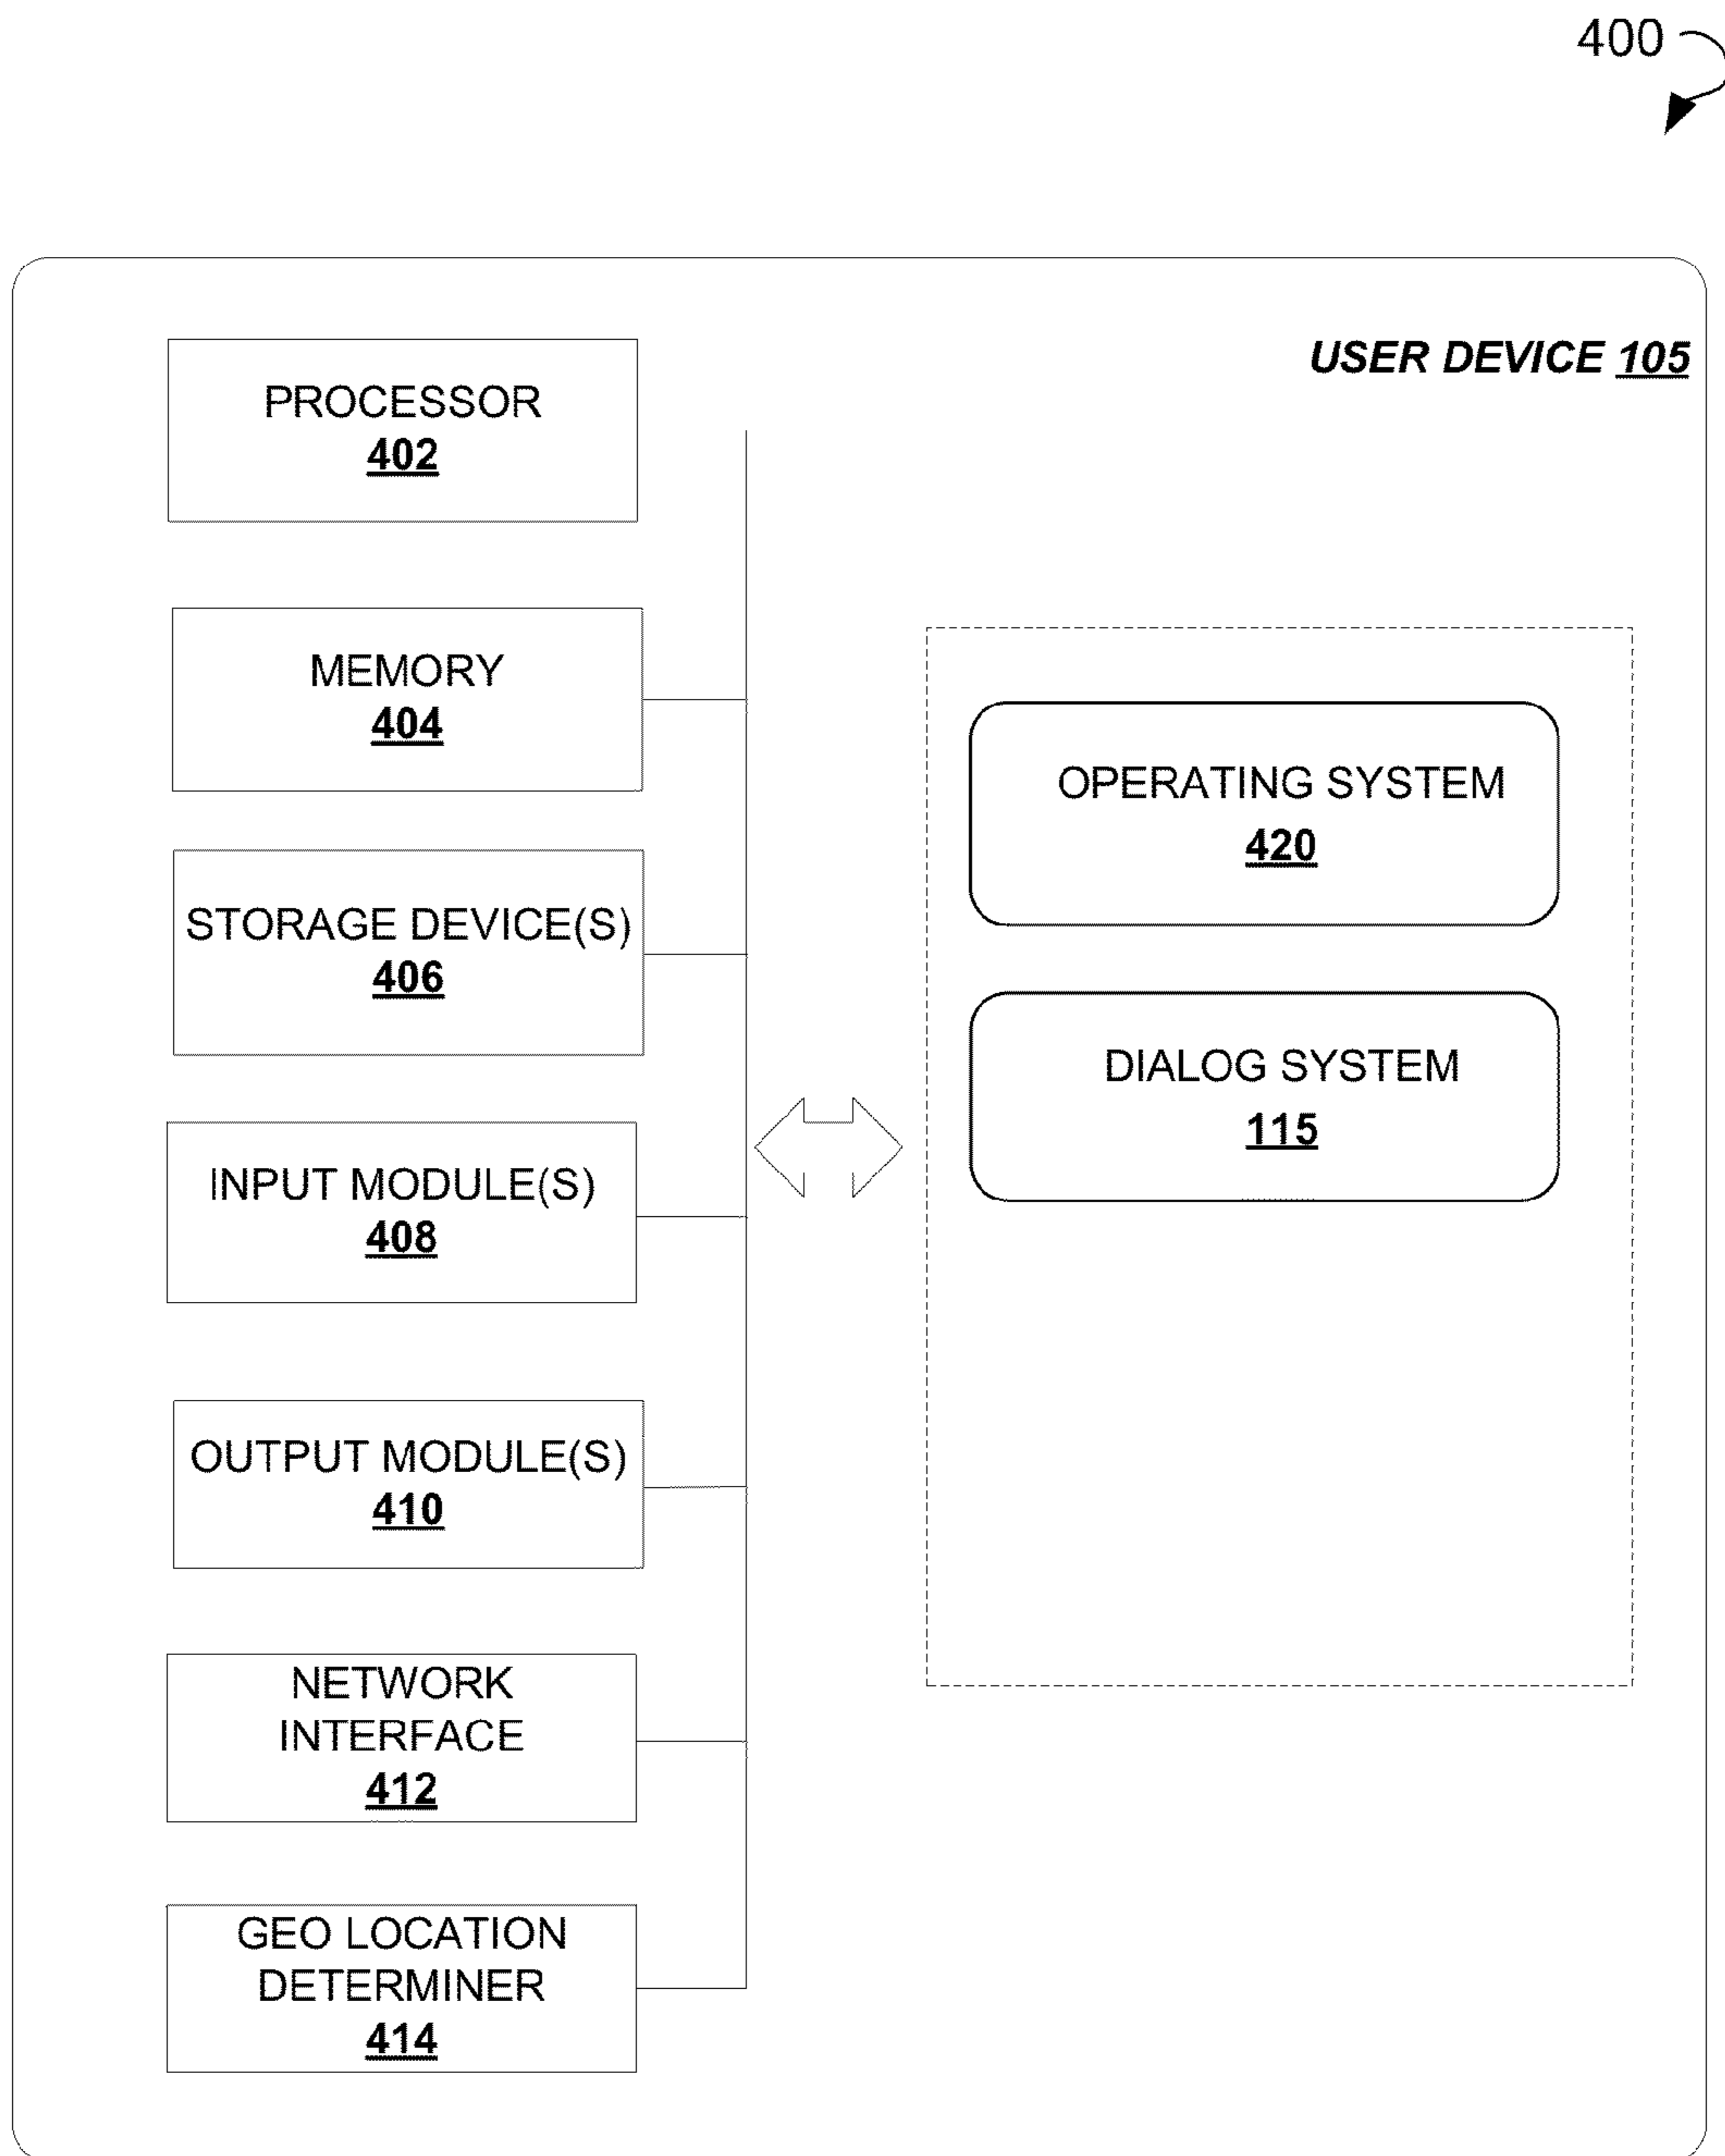 400
USER DEVICE 105
PROCESSOR
402
MEMORY
404
STORAGE DEVICE(S)
406
INPUT MODULE(S)
408
OUTPUT MODULE(S)
410
NETWORK
INTERFACE
412
GEO LOCATION
DETERMINER
414
OPERATING SYSTEM
420
DIALOG SYSTEM
115